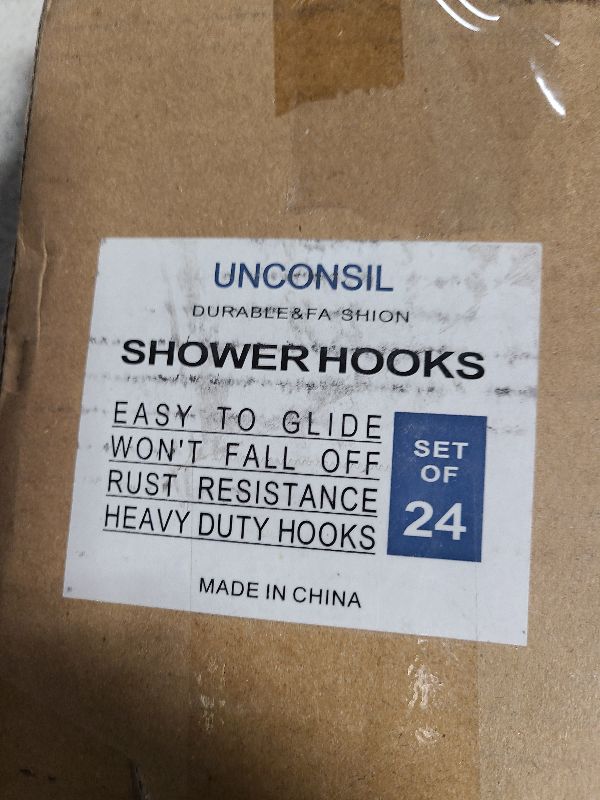 UNCONSIL
DURABLE&FA SHION
SHOWER HOOKS
EASY TO GLIDE
WON'T FALL OFF
RUST RESISTANCE
HEAVY DUTY HOOKS
SET
OF
24
MADE IN CHINA